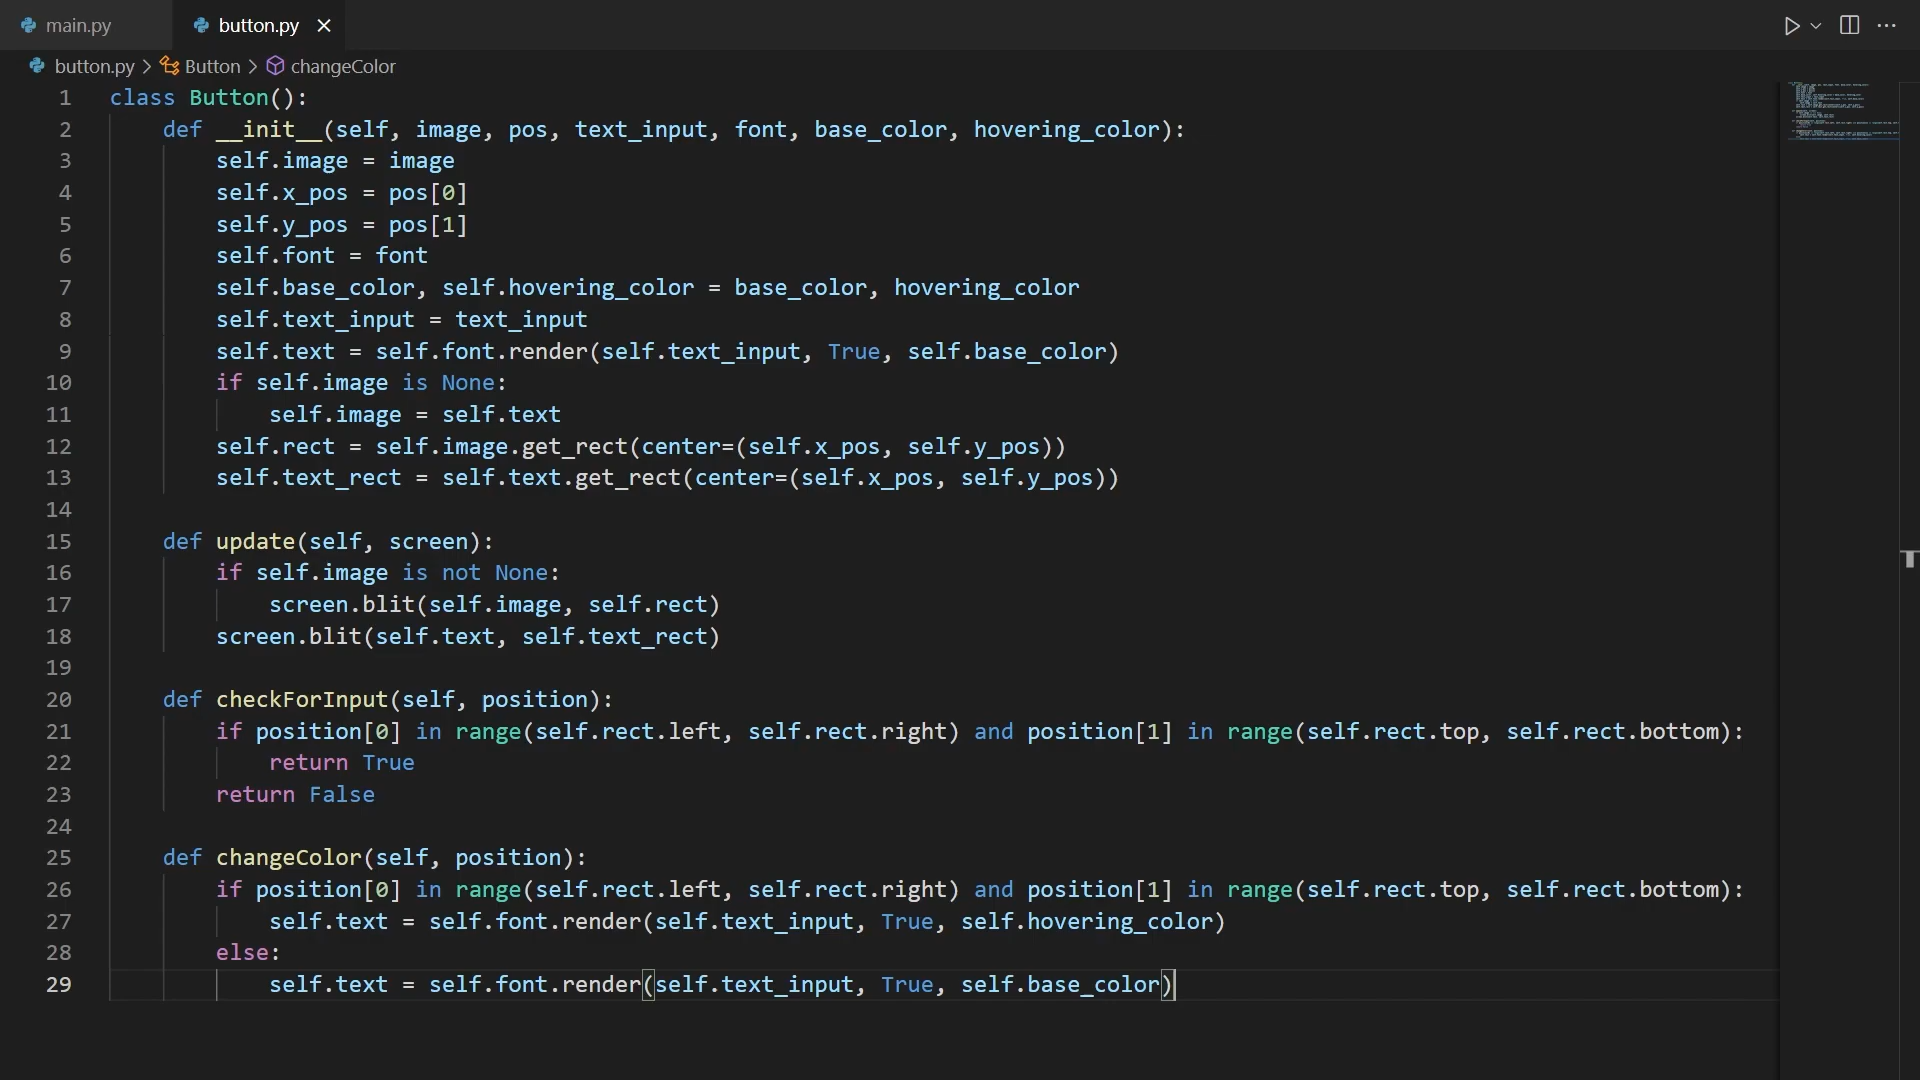 main.py
button.py
button.py > Button > changeColor
1 class Button():
2     def __init__(self, image, pos, text_input, font, base_color, hovering_color):
3         self.image = image
4         self.x_pos = pos[0]
5         self.y_pos = pos[1]
6         self.font = font
7         self.base_color, self.hovering_color = base_color, hovering_color
8         self.text_input = text_input
9         self.text = self.font.render(self.text_input, True, self.base_color)
10         if self.image is None:
11             self.image = self.text
12         self.rect = self.image.get_rect(center=(self.x_pos, self.y_pos))
13         self.text_rect = self.text.get_rect(center=(self.x_pos, self.y_pos))
14
15     def update(self, screen):
16         if self.image is not None:
17             screen.blit(self.image, self.rect)
18         screen.blit(self.text, self.text_rect)
19
20     def checkForInput(self, position):
21         if position[0] in range(self.rect.left, self.rect.right) and position[1] in range(self.rect.top, self.rect.bottom):
22             return True
23         return False
24
25     def changeColor(self, position):
26         if position[0] in range(self.rect.left, self.rect.right) and position[1] in range(self.rect.top, self.rect.bottom):
27             self.text = self.font.render(self.text_input, True, self.hovering_color)
28         else:
29             self.text = self.font.render(self.text_input, True, self.base_color)